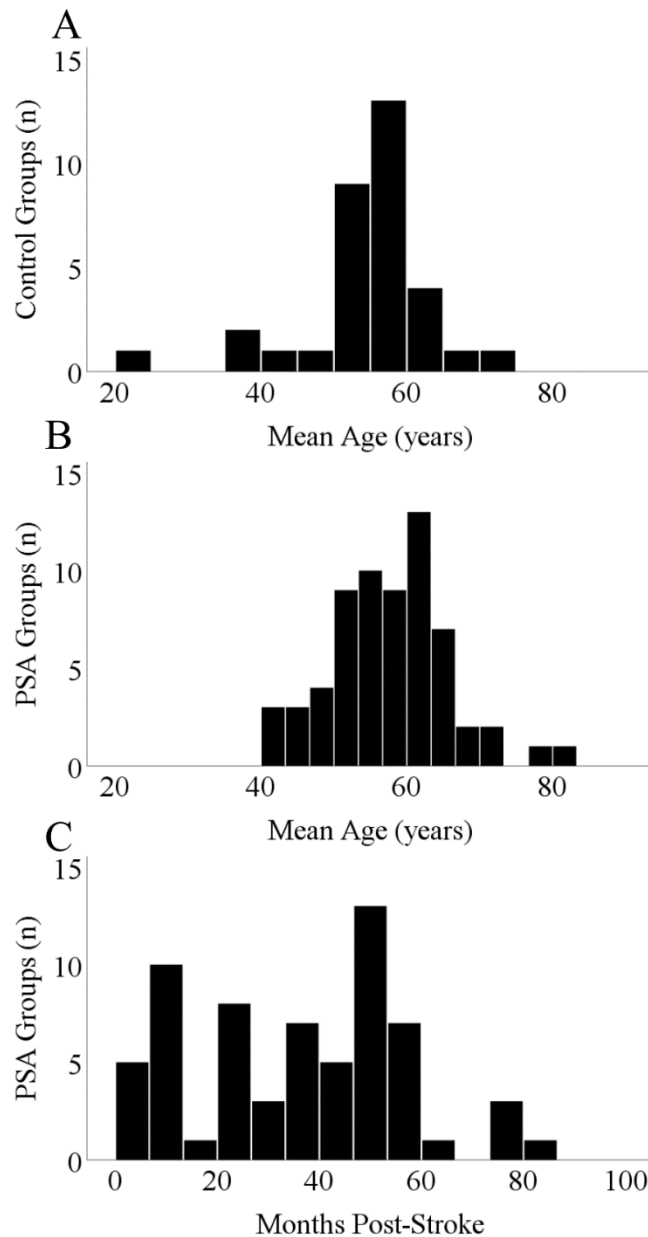 A
15
10
5
0
Control Groups (n)
20 40 60 80
Mean Age (years)
B
15
10
5
0
PSA Groups (n)
20 40 60 80
Mean Age (years)
C
15
10
5
0
PSA Groups (n)
0 20 40 60 80 100
Months Post-Stroke